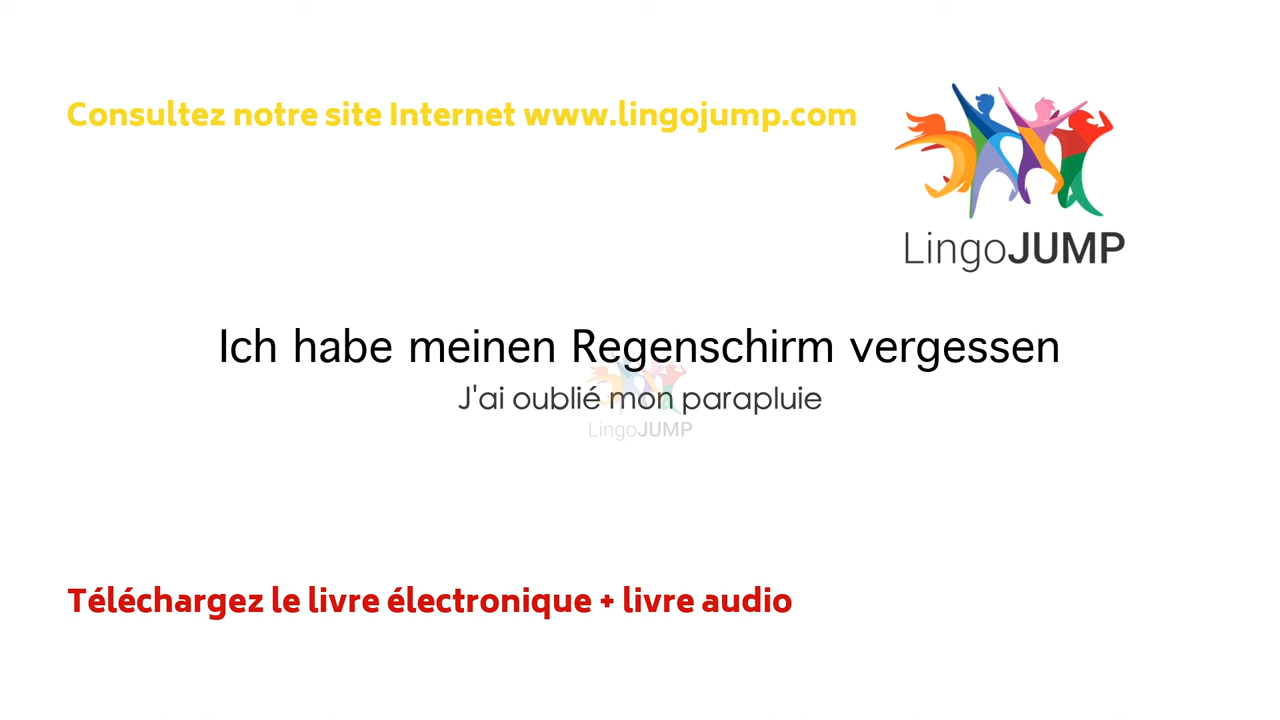 Consultez notre site Internet www.lingojump.com
LingoJUMP
Ich habe meinen Regenschirm vergessen
J'ai oublié mon parapluie
LingoJUMP
Téléchargez le livre électronique + livre audio